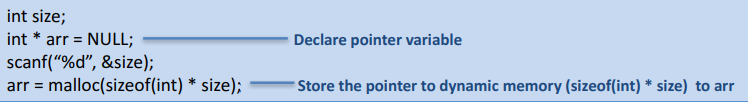 int size;
int * arr = NULL; Declare pointer variable
scanf(“%d”, &size);
arr = malloc(sizeof(int) * size); Store the pointer to dynamic memory (sizeof(int) * size) to arr